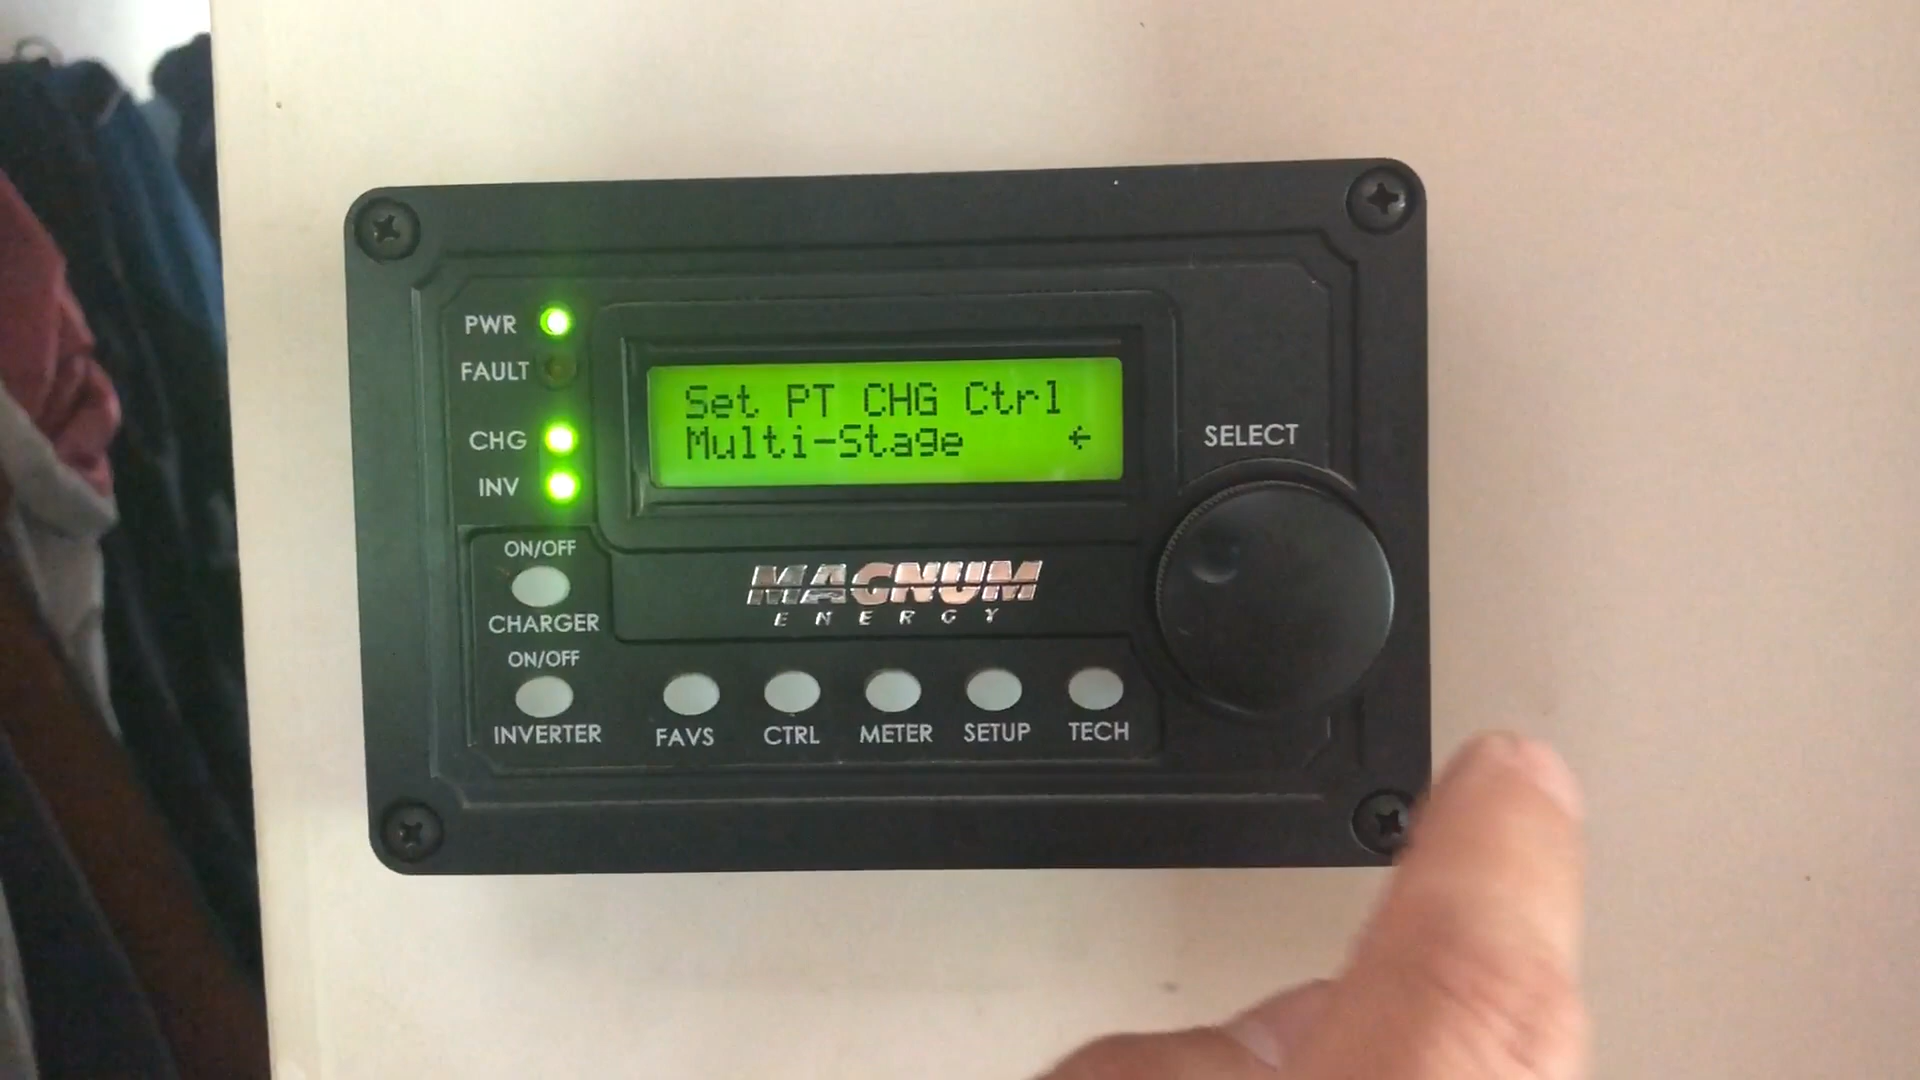 PWR
FAULT
CHG
INV
Set PT CHG Ctrl
Multi-Stage ←
SELECT
ON/OFF
CHARGER
ON/OFF
INVERTER
MAGNUM
ENERGY
FAVS
CTRL
METER
SETUP
TECH